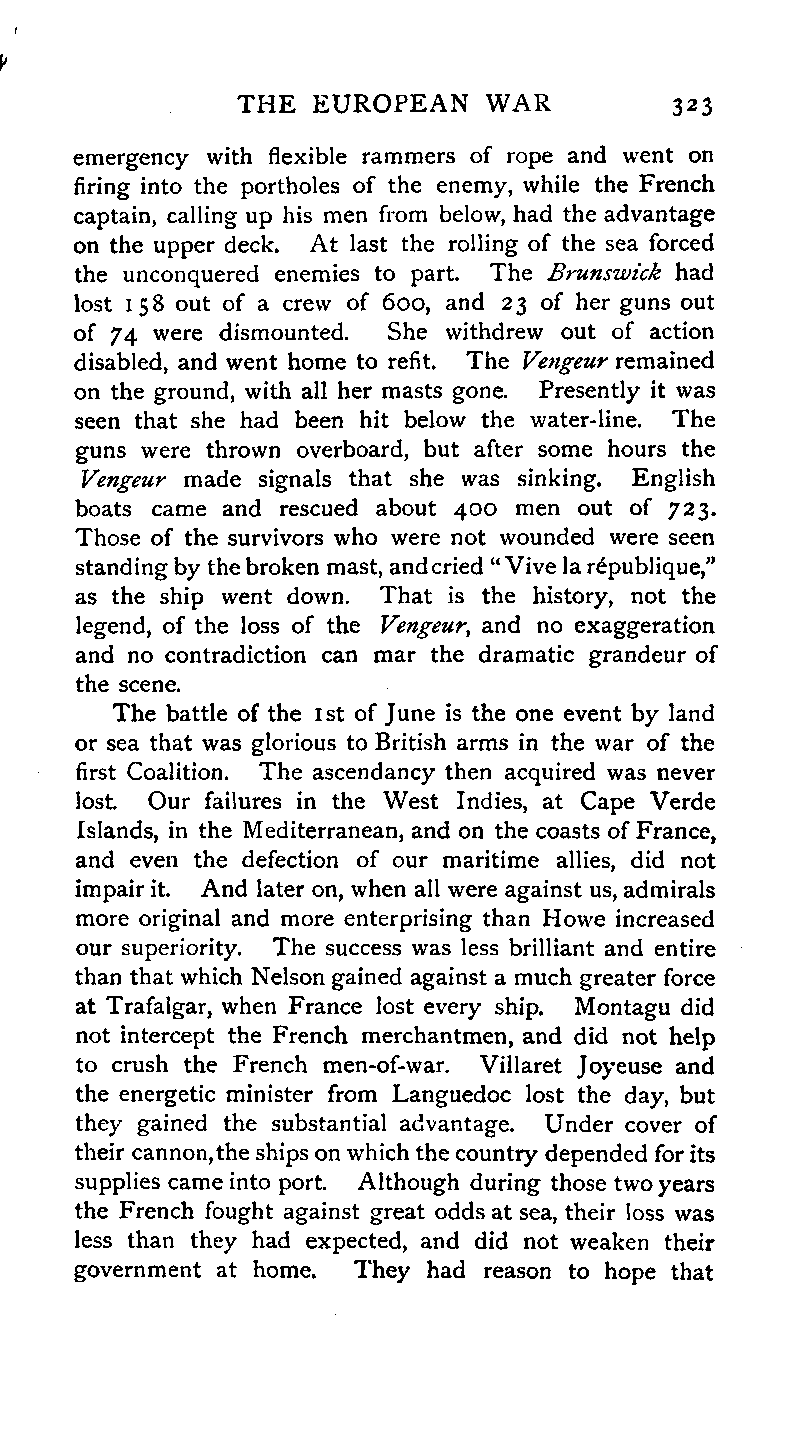 THE EUROPEAN WAR 323
emergency with flexible rammers of rope and went on
firing into the portholes of the enemy, while the French
captain, calling up his men from below, had the advantage
on the upper deck. At last the rolling of the sea forced
the unconquered enemies to part. The Brunswick had
lost 158 out of a crew of 600, and 23 of her guns out
of 74 were dismounted. She withdrew out of action
disabled, and went home to refit. The Vengeur remained
on the ground, with all her masts gone. Presently it was
seen that she had been hit below the water-line. The
guns were thrown overboard, but after some hours the
Vengeur made signals that she was sinking. English
boats came and rescued about 400 men out of 723.
Those of the survivors who were not wounded were seen
standing by the broken mast, and cried “Vive la république,”
as the ship went down. That is the history, not the
legend, of the loss of the Vengeur, and no exaggeration
and no contradiction can mar the dramatic grandeur of
the scene.
The battle of the 1st of June is the one event by land
or sea that was glorious to British arms in the war of the
first Coalition. The ascendancy then acquired was never
lost. Our failures in the West Indies, at Cape Verde
Islands, in the Mediterranean, and on the coasts of France,
and even the defection of our maritime allies, did not
impair it. And later on, when all were against us, admirals
more original and more enterprising than Howe increased
our superiority. The success was less brilliant and entire
than that which Nelson gained against a much greater force
at Trafalgar, when France lost every ship. Montagu did
not intercept the French merchantmen, and did not help
to crush the French men-of-war. Villaret Joyeuse and
the energetic minister from Languedoc lost the day, but
they gained the substantial advantage. Under cover of
their cannon, the ships on which the country depended for its
supplies came into port. Although during those two years
the French fought against great odds at sea, their loss was
less than they had expected, and did not weaken their
government at home. They had reason to hope that